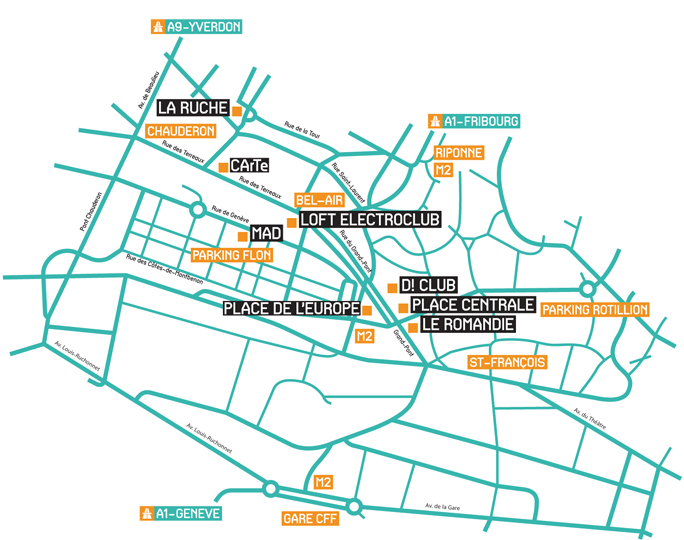 A9-YVERDON
Av. de Beaulieu
LA RUCHE
CHAUDERON
Rue de la Tour
A1-FRIBOURG
Rue des Terreaux
CArTe
Rue des Terreaux
Rue Saint-Laurent
RIPONNE
M2
Pont Chauderon
BEL-AIR
Rue de Genève
LOFT ELECTROCLUB
MAD
PARKING FLON
Rue du Grand-Pont
Rue des Côtes-de-Montbenon
D! CLUB
PLACE DE L'EUROPE
PLACE CENTRALE
PARKING ROTILLION
LE ROMANDIE
M2
Grand-Pont
Av. Louis-Ruchonnet
ST-FRANÇOIS
Av. du Théatre
Av. Louis-Ruchonnet
M2
A1-GENEVE
GARE CFF
Av. de la Gare